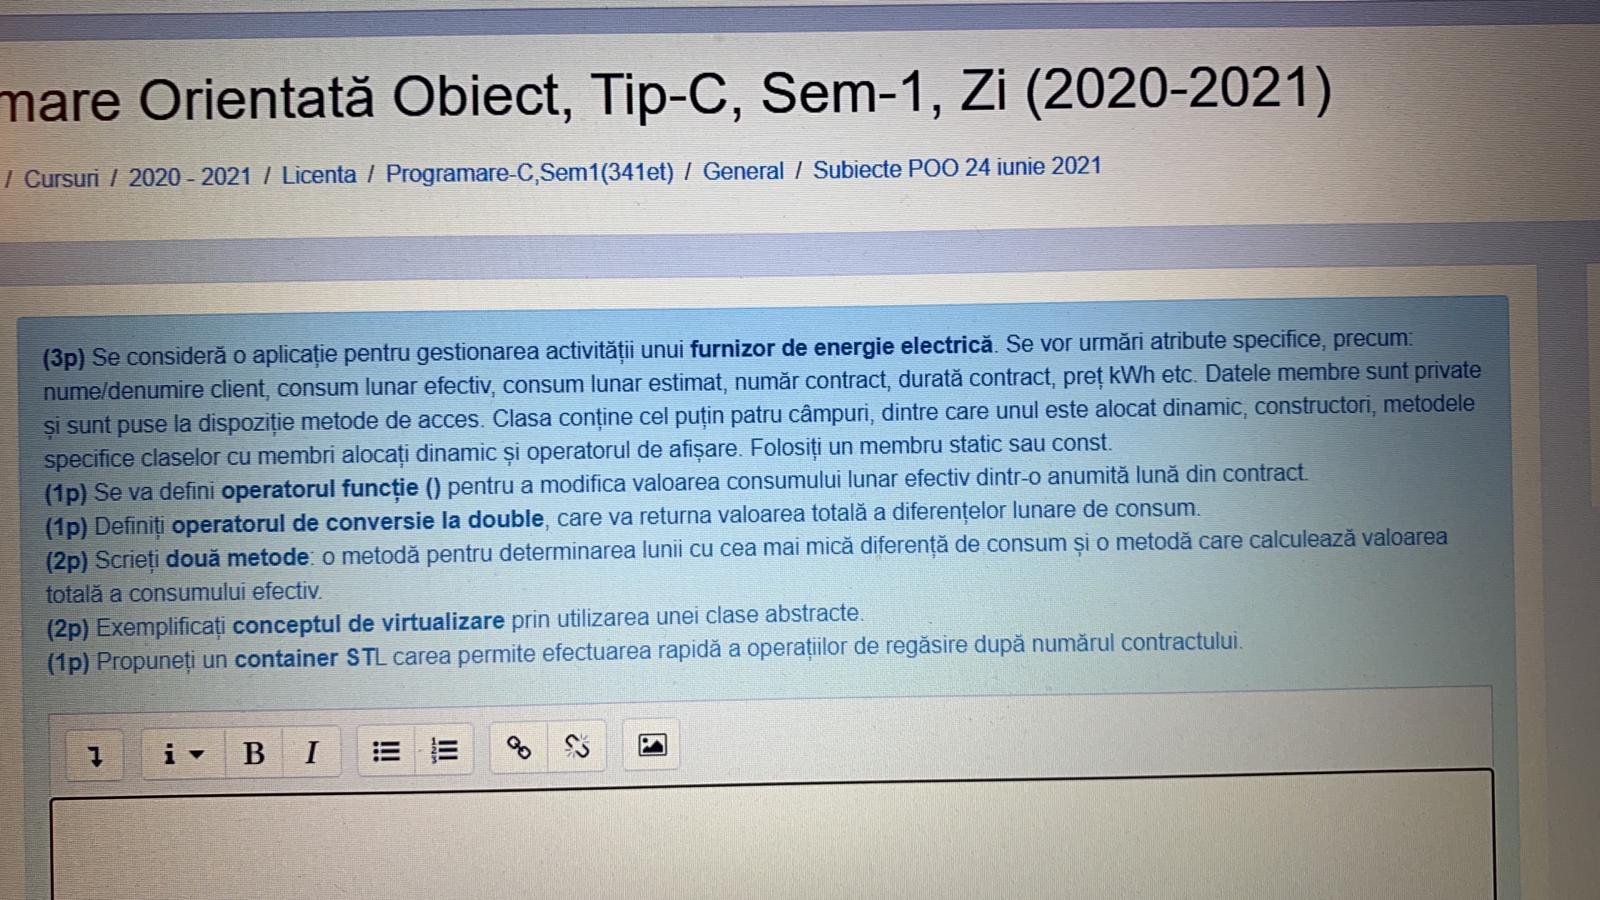 mare Orientată Obiect, Tip-C, Sem-1, Zi (2020-2021)
/ Cursuri / 2020 - 2021 / Licenta / Programare-C,Sem1(341et) / General / Subiecte POO 24 iunie 2021
(3p) Se consideră o aplicație pentru gestionarea activității unui furnizor de energie electrică. Se vor urmări atribute specifice, precum:
nume/denumire client, consum lunar efectiv, consum lunar estimat, număr contract, durată contract, preț kWh etc. Datele membre sunt private
și sunt puse la dispoziție metode de acces. Clasa conține cel puțin patru câmpuri, dintre care unul este alocat dinamic, constructori, metodele
specifice claselor cu membri alocați dinamic și operatorul de afișare. Folosiți un membru static sau const.
(1p) Se va defini operatorul funcție () pentru a modifica valoarea consumului lunar efectiv dintr-o anumită lună din contract.
(1p) Definiți operatorul de conversie la double, care va returna valoarea totală a diferențelor lunare de consum.
(2p) Scrieți două metode: o metodă pentru determinarea lunii cu cea mai mică diferență de consum și o metodă care calculează valoarea
totală a consumului efectiv.
(2p) Exemplificați conceptul de virtualizare prin utilizarea unei clase abstracte.
(1p) Propuneți un container STL carea permite efectuarea rapidă a operațiilor de regăsire după numărul contractului.
i B I